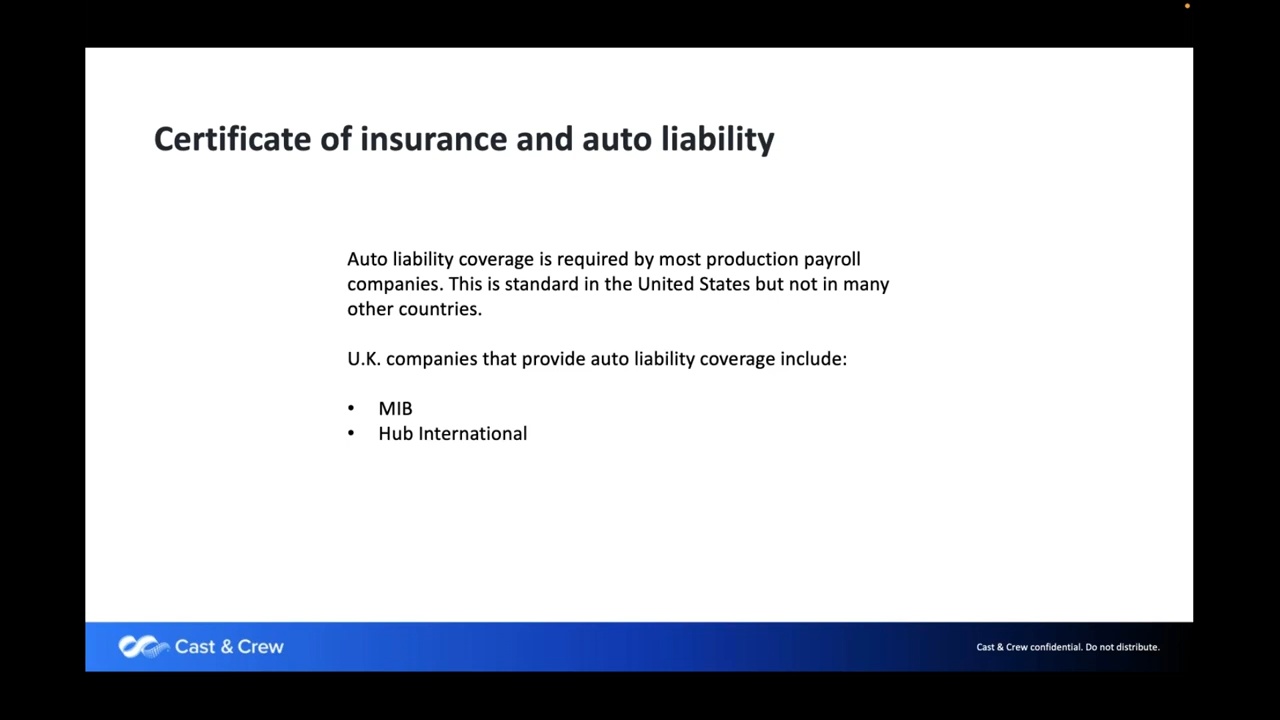 Certificate of insurance and auto liability
Auto liability coverage is required by most production payroll
companies. This is standard in the United States but not in many
other countries.
U.K. companies that provide auto liability coverage include:
• MIB
• Hub International
Cast & Crew
Cast & Crew confidential. Do not distribute.